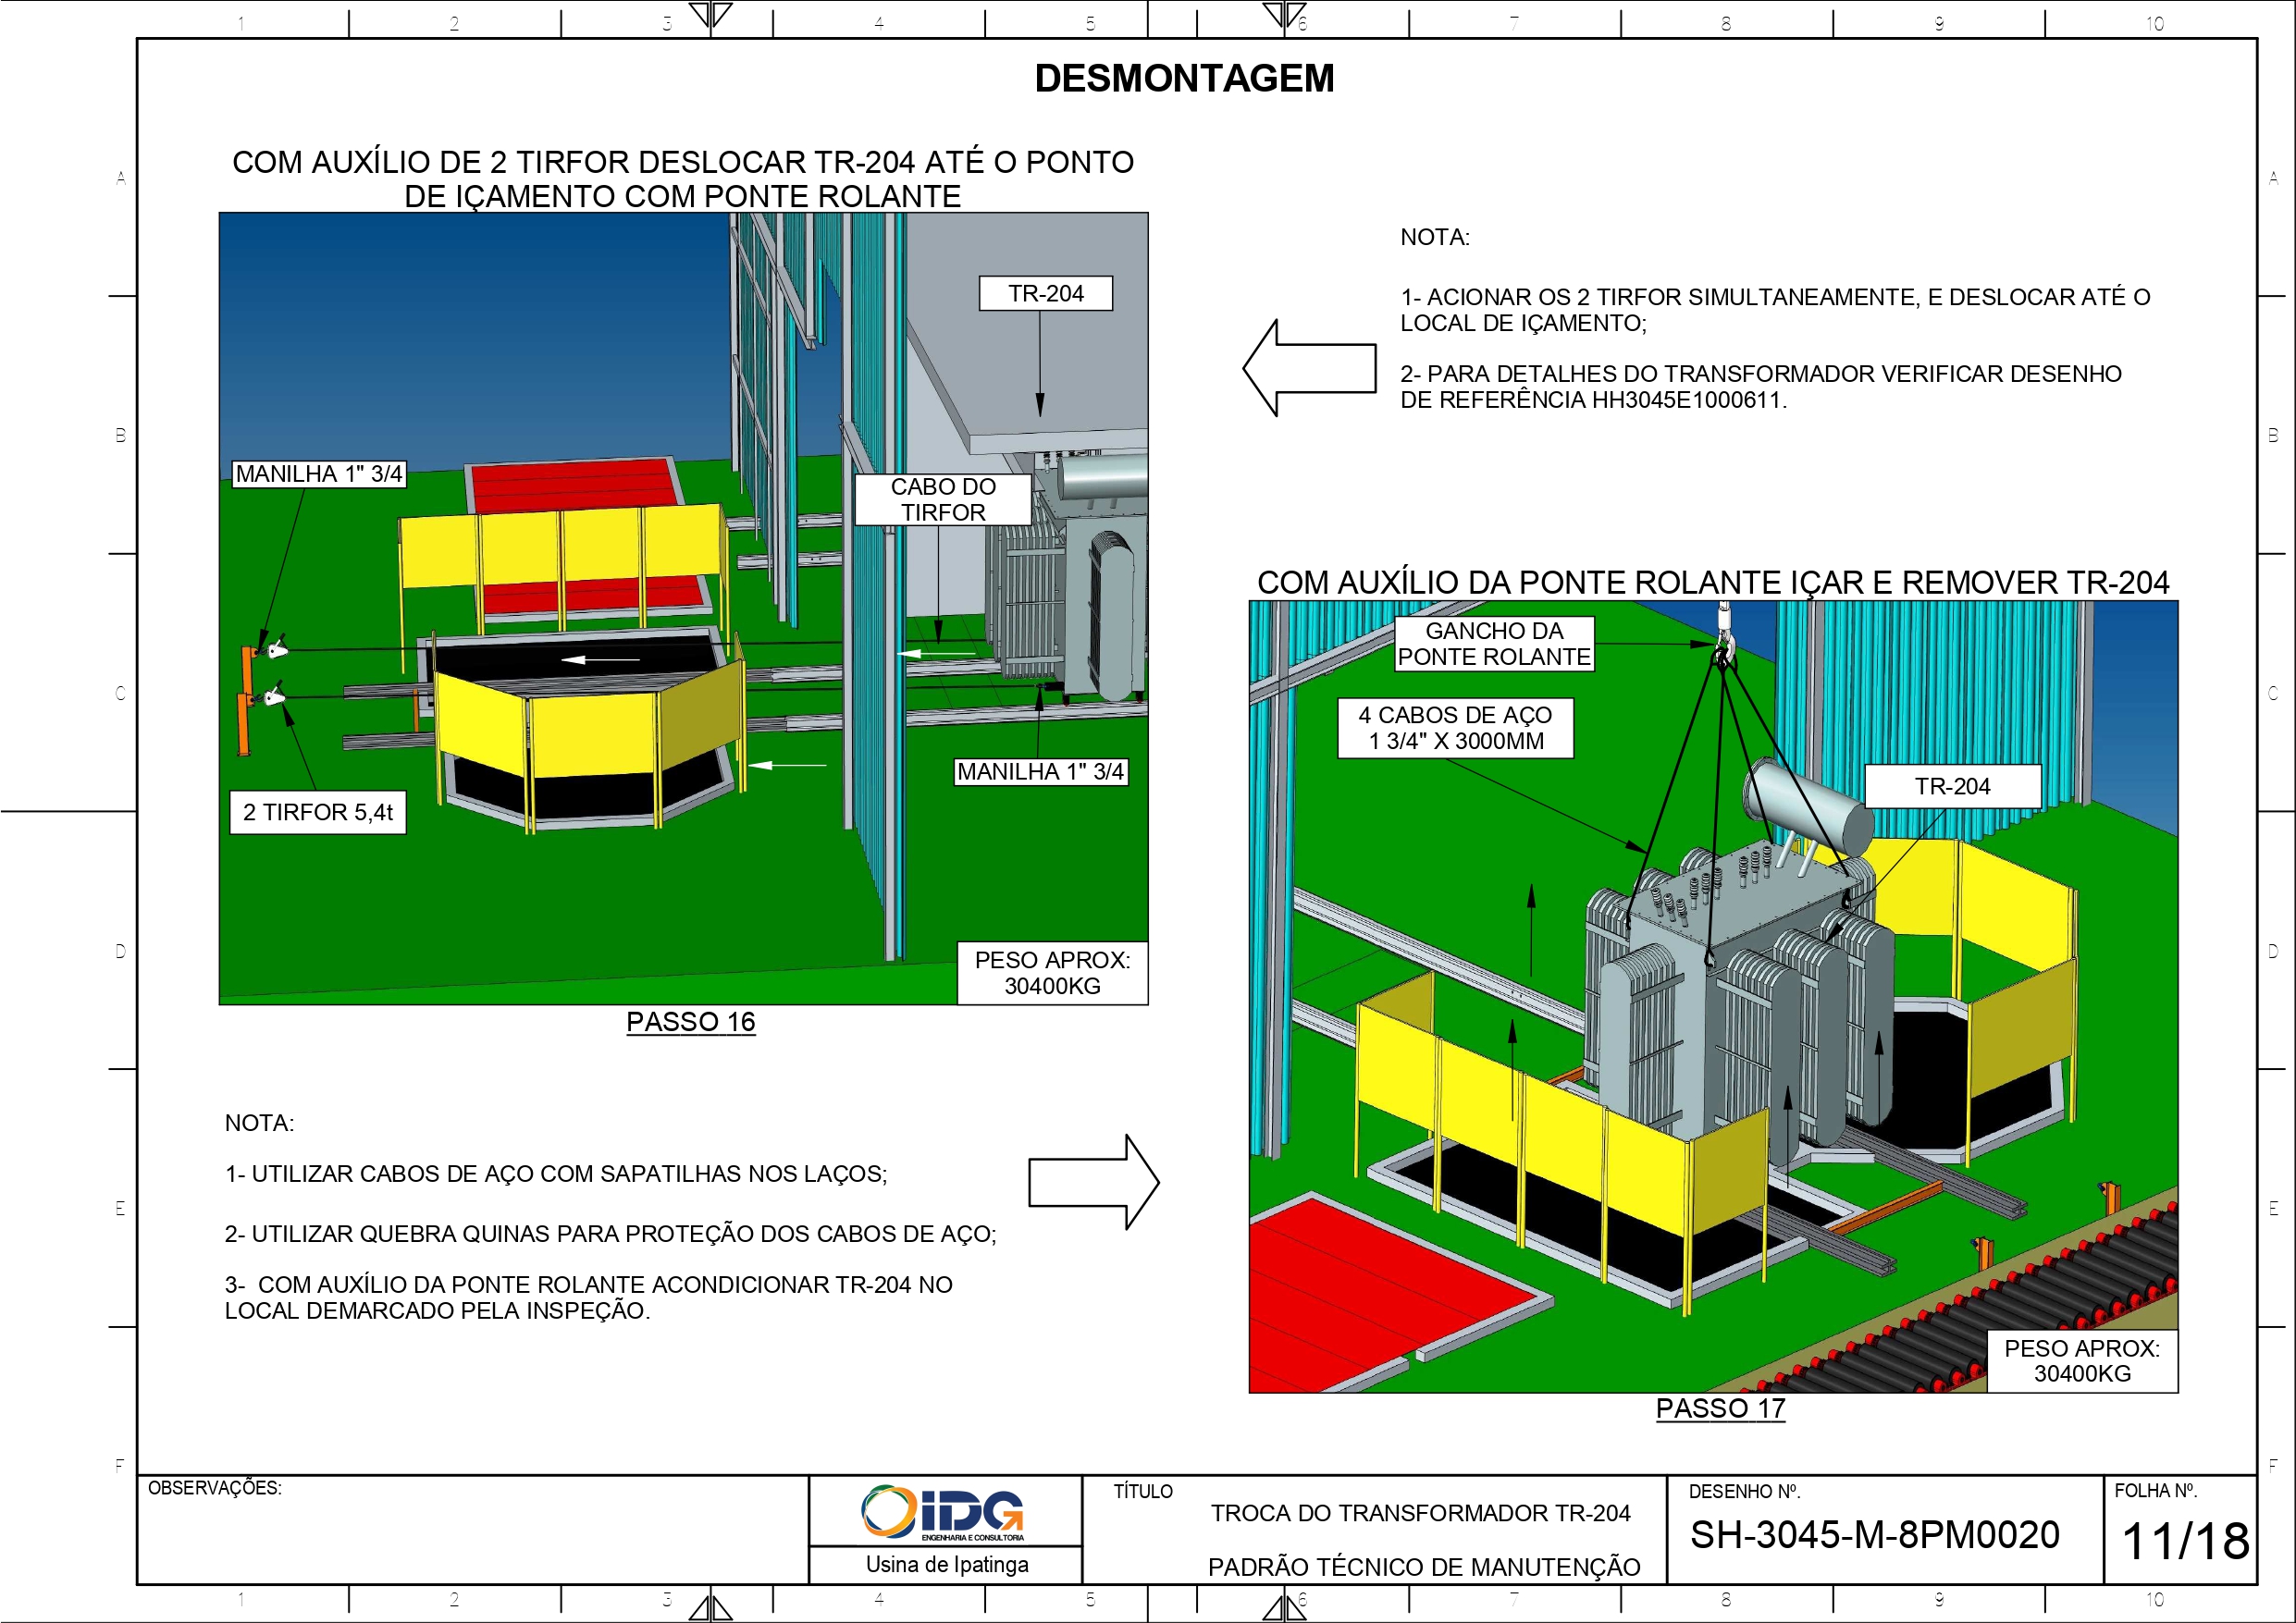 1 2 3 4 5 6 7 8 9 10
DESMONTAGEM
COM AUXÍLIO DE 2 TIRFOR DESLOCAR TR-204 ATÉ O PONTO
DE IÇAMENTO COM PONTE ROLANTE
A
A
B
B
C
C
D
D
E
E
F
F
TR-204
MANILHA 1" 3/4
CABO DO
TIRFOR
MANILHA 1" 3/4
2 TIRFOR 5,4t
PESO APROX:
30400KG
PASSO 16
NOTA:
1- ACIONAR OS 2 TIRFOR SIMULTANEAMENTE, E DESLOCAR ATÉ O
LOCAL DE IÇAMENTO;
2- PARA DETALHES DO TRANSFORMADOR VERIFICAR DESENHO
DE REFERÊNCIA HH3045E1000611.
COM AUXÍLIO DA PONTE ROLANTE IÇAR E REMOVER TR-204
GANCHO DA
PONTE ROLANTE
4 CABOS DE AÇO
1 3/4" X 3000MM
TR-204
PESO APROX:
30400KG
PASSO 17
NOTA:
1- UTILIZAR CABOS DE AÇO COM SAPATILHAS NOS LAÇOS;
2- UTILIZAR QUEBRA QUINAS PARA PROTEÇÃO DOS CABOS DE AÇO;
3- COM AUXÍLIO DA PONTE ROLANTE ACONDICIONAR TR-204 NO
LOCAL DEMARCADO PELA INSPEÇÃO.
OBSERVAÇÕES:
IDG
ENGENHARIA E CONSULTORIA
Usina de Ipatinga
TÍTULO
TROCA DO TRANSFORMADOR TR-204
PADRÃO TÉCNICO DE MANUTENÇÃO
DESENHO Nº.
SH-3045-M-8PM0020
FOLHA Nº.
11/18
1 2 3 4 5 6 7 8 9 10